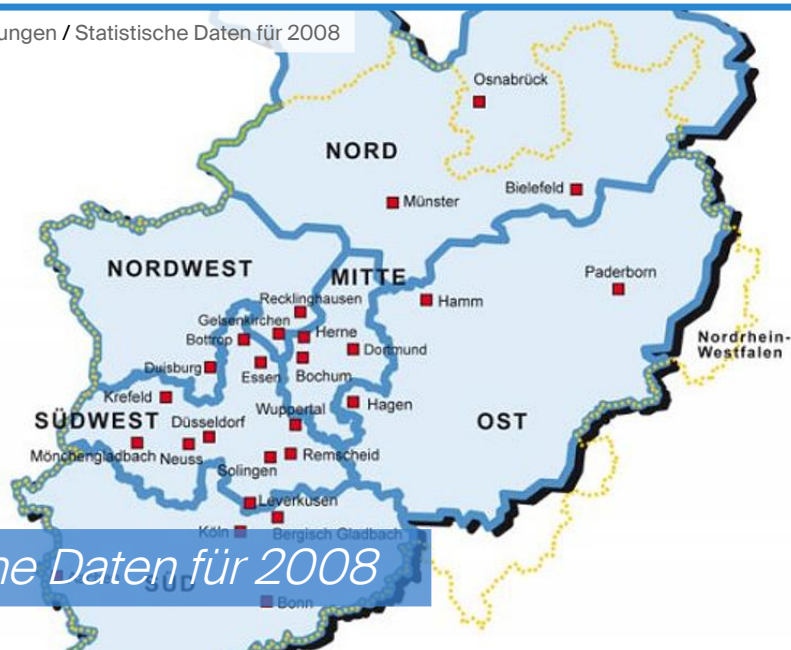 ungen / Statistische Daten für 2008
Osnabrück
NORD
Bielefeld
Münster
NORDWEST
MITTE
Paderborn
Recklinghausen
Hamm
Gelsenkirchen
Bottrop
Herne
Dortmund
Nordrhein-
Westfalen
Duisburg
Essen
Bochum
Krefeld
Hagen
Wuppertal
SÜDWEST
Düsseldorf
OST
Mönchengladbach
Neuss
Remscheid
Solingen
Leverkusen
Köln
Bergisch Gladbach
he Daten für 2008
SÜD
Bonn